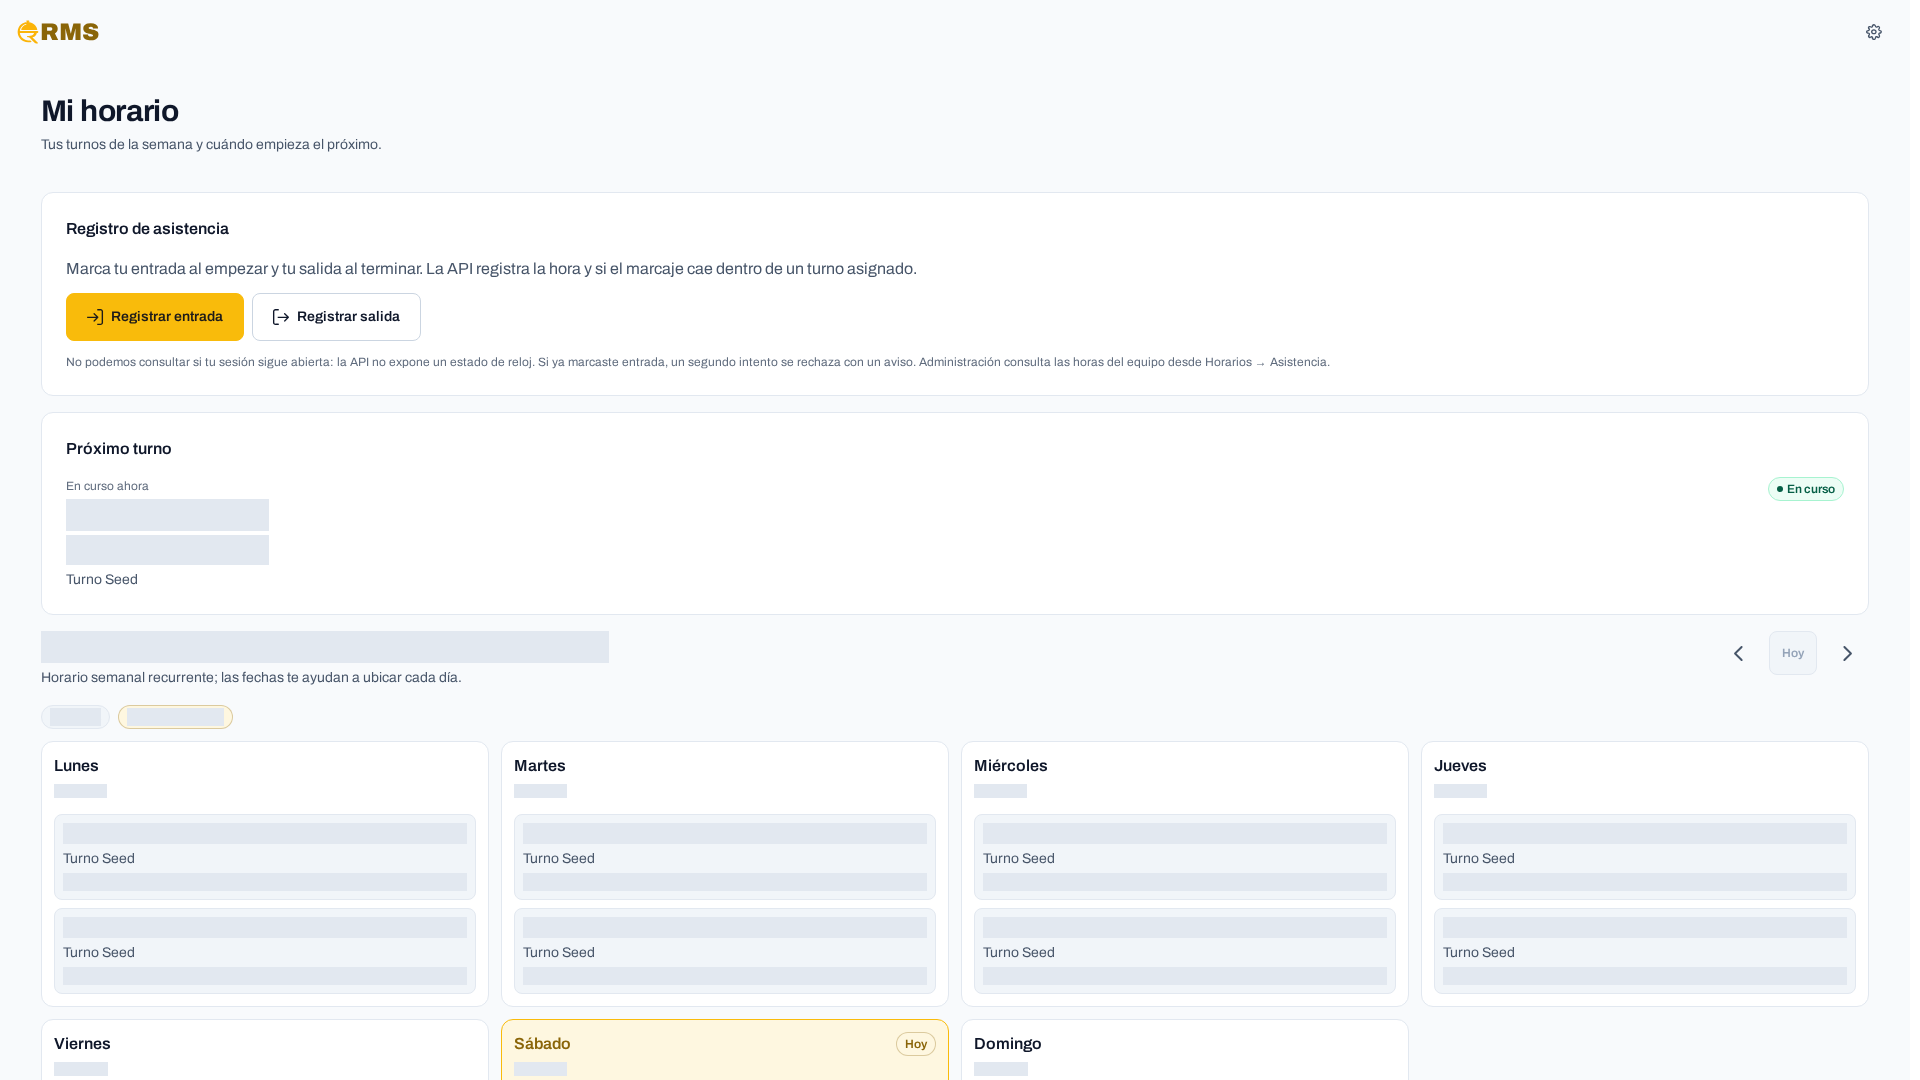 RMS
Mi horario
Tus turnos de la semana y cuándo empieza el próximo.
Registro de asistencia
Marca tu entrada al empezar y tu salida al terminar. La API registra la hora y si el marcaje cae dentro de un turno asignado.
Registrar entrada
Registrar salida
No podemos consultar si tu sesión sigue abierta: la API no expone un estado de reloj. Si ya marcaste entrada, un segundo intento se rechaza con un aviso. Administración consulta las horas del equipo desde Horarios → Asistencia.
Próximo turno
En curso ahora
En curso
Turno Seed
Hoy
Horario semanal recurrente; las fechas te ayudan a ubicar cada día.
Lunes
Turno Seed
Turno Seed
Martes
Turno Seed
Turno Seed
Miércoles
Turno Seed
Turno Seed
Jueves
Turno Seed
Turno Seed
Viernes
Sábado
Hoy
Domingo